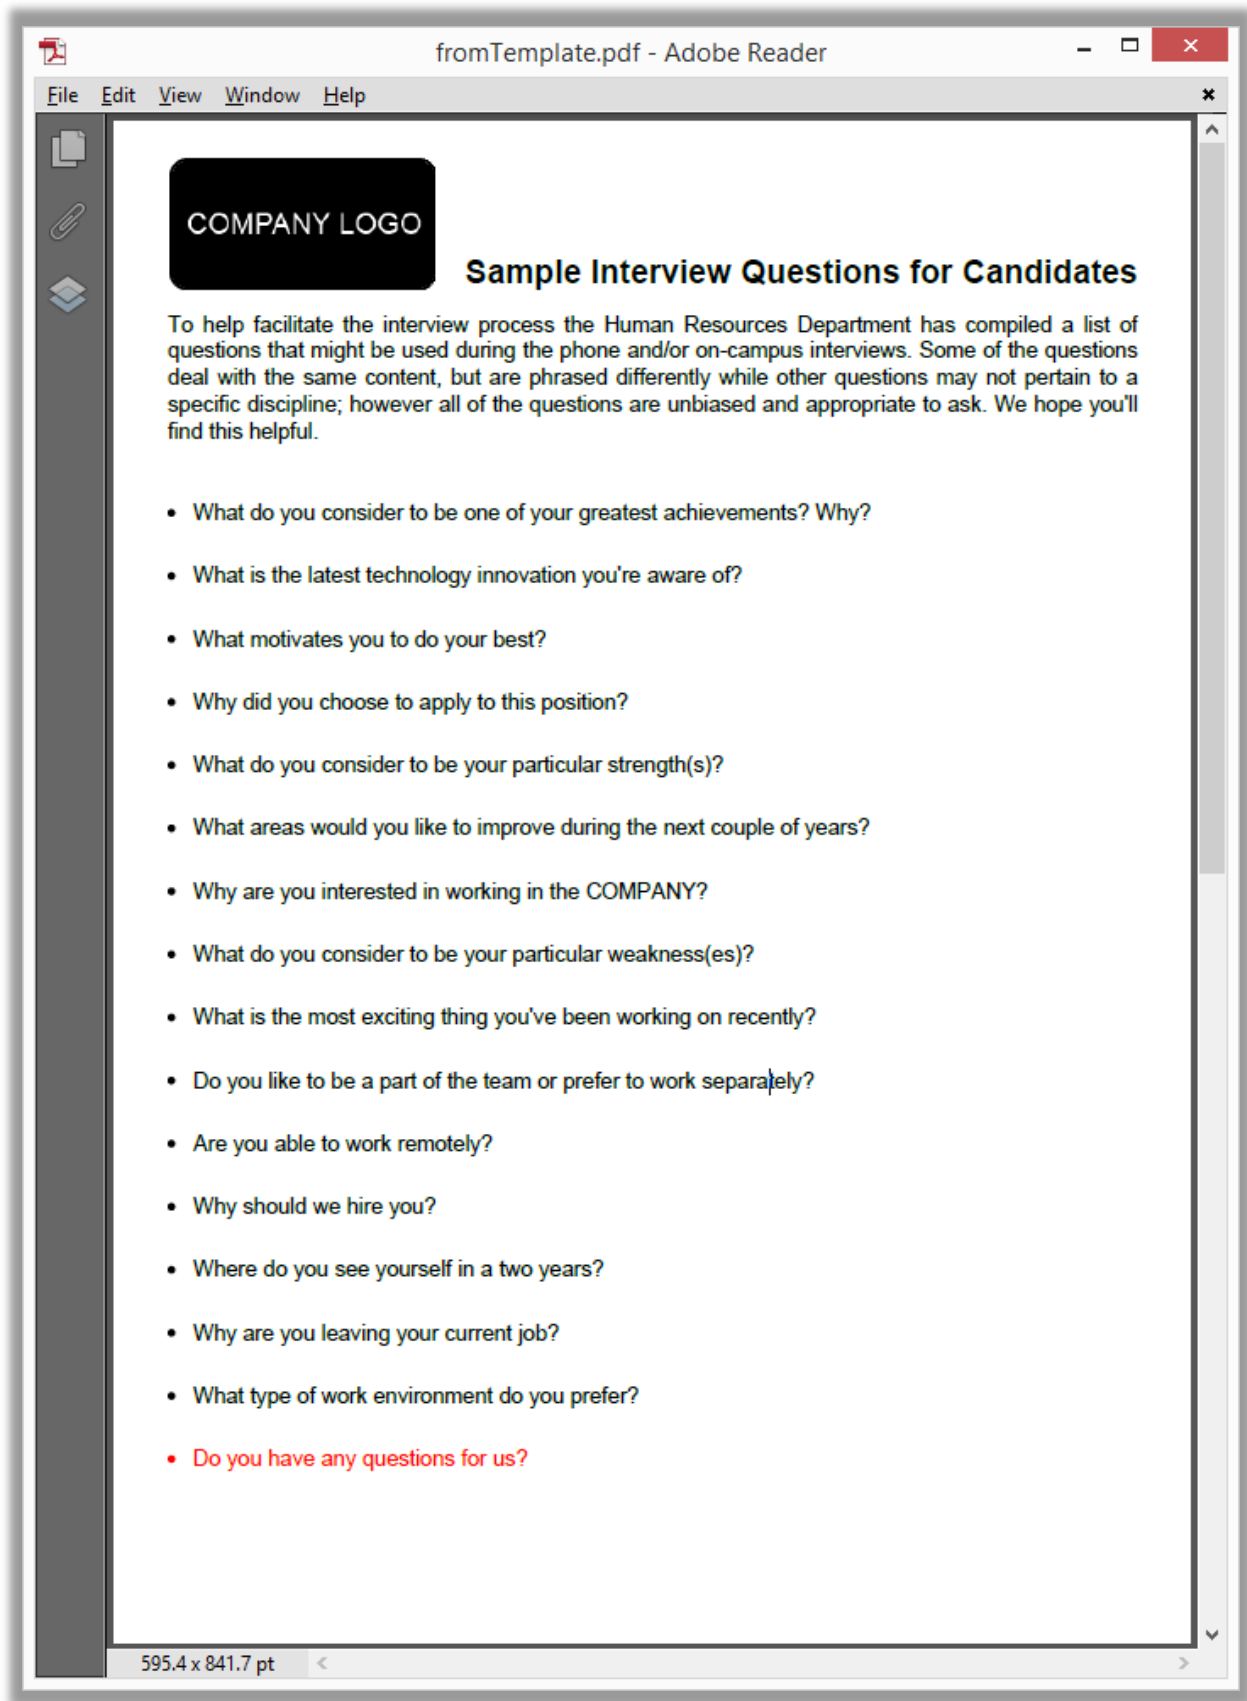 fromTemplate.pdf - Adobe Reader
File Edit View Window Help
COMPANY LOGO
Sample Interview Questions for Candidates
To help facilitate the interview process the Human Resources Department has compiled a list of
questions that might be used during the phone and/or on-campus interviews. Some of the questions
deal with the same content, but are phrased differently while other questions may not pertain to a
specific discipline; however all of the questions are unbiased and appropriate to ask. We hope you'll
find this helpful.
• What do you consider to be one of your greatest achievements? Why?
• What is the latest technology innovation you're aware of?
• What motivates you to do your best?
• Why did you choose to apply to this position?
• What do you consider to be your particular strength(s)?
• What areas would you like to improve during the next couple of years?
• Why are you interested in working in the COMPANY?
• What do you consider to be your particular weakness(es)?
• What is the most exciting thing you've been working on recently?
• Do you like to be a part of the team or prefer to work separately?
• Are you able to work remotely?
• Why should we hire you?
• Where do you see yourself in a two years?
• Why are you leaving your current job?
• What type of work environment do you prefer?
• Do you have any questions for us?
595.4 x 841.7 pt